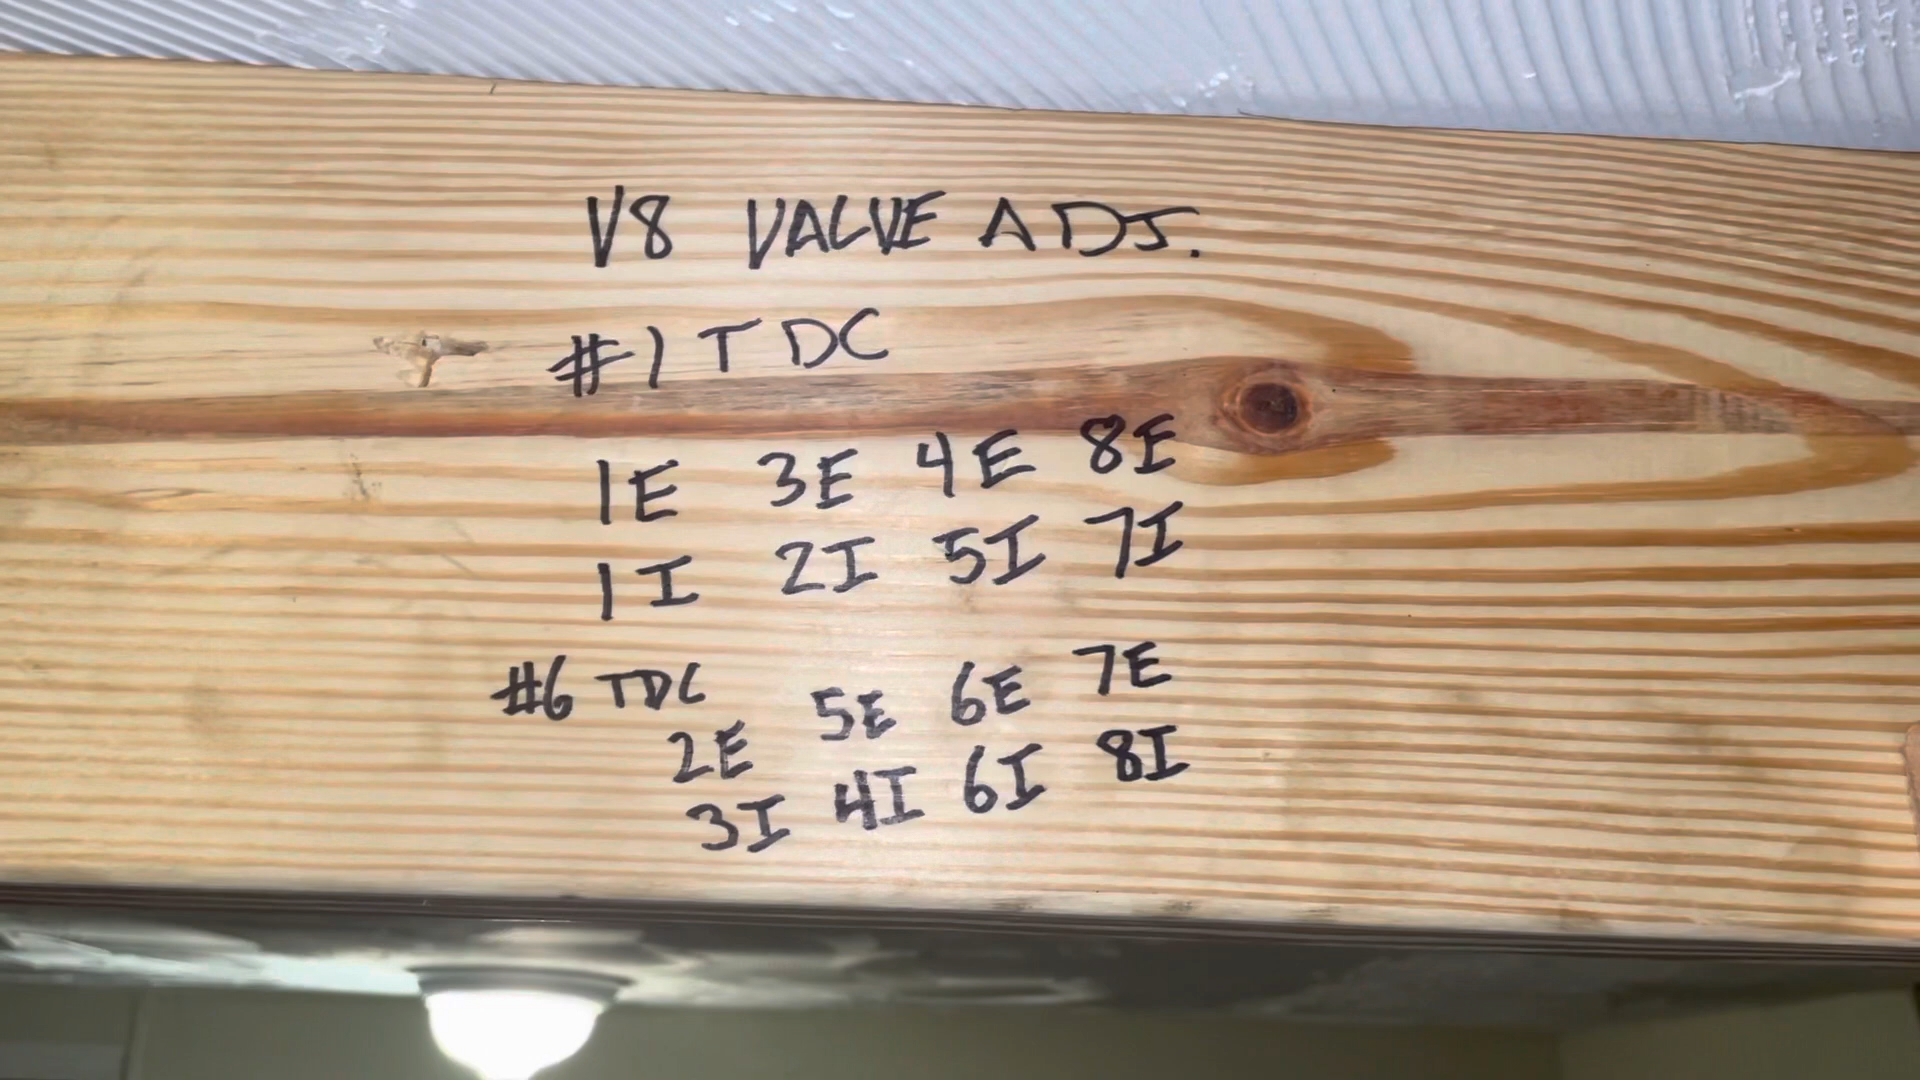 V8 VALVE ADJ.
#1 TDC
1E 3E 4E 8E
1I 2I 5I 7I
#6 TDC
2E 5E 6E 7E
3I 4I 6I 8I